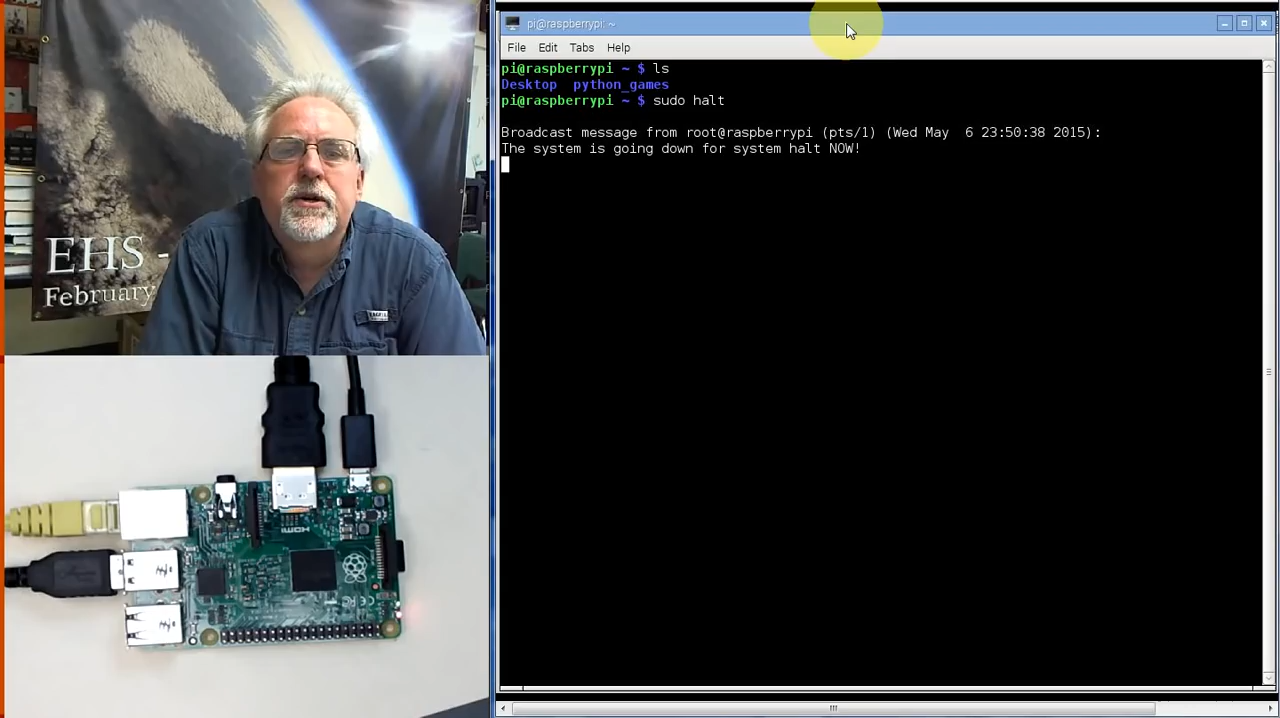 EHS -
February
pi@raspberrypi: ~
File Edit Tabs Help
pi@raspberrypi ~ $ ls
Desktop python_games
pi@raspberrypi ~ $ sudo halt
Broadcast message from root@raspberrypi (pts/1) (Wed May 6 23:50:38 2015):
The system is going down for system halt NOW!
HDMI